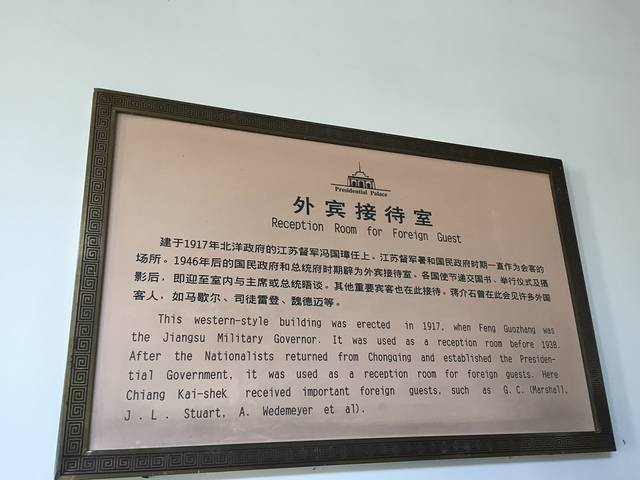 Presidential Palace
外宾接待室
Reception Room for Foreign Guest
建于1917年北洋政府的江苏督军冯国璋任上。江苏督军署和国民政府时期一直作为会客的
场所。1946年后的国民政府和总统府时期辟为外宾接待室、各国使节递交国书、举行仪式及摄
影后，即迎至室内与主席或总统晤谈。其他重要宾客也在此接待。蒋介石曾在此会见许多外国
客人，如马歇尔、司徒雷登、魏德迈等。
This western-style building was erected in 1917, when Feng Guozhang was
the Jiangsu Military Governor. It was used as a reception room before 1938.
After the Nationalists returned from Chongqing and established the Presiden-
tial Government, it was used as a reception room for foreign guests. Here
Chiang Kai-shek received important foreign guests, such as G.C.(Marshall,
J.L. Stuart, A. Wedemeyer et al).